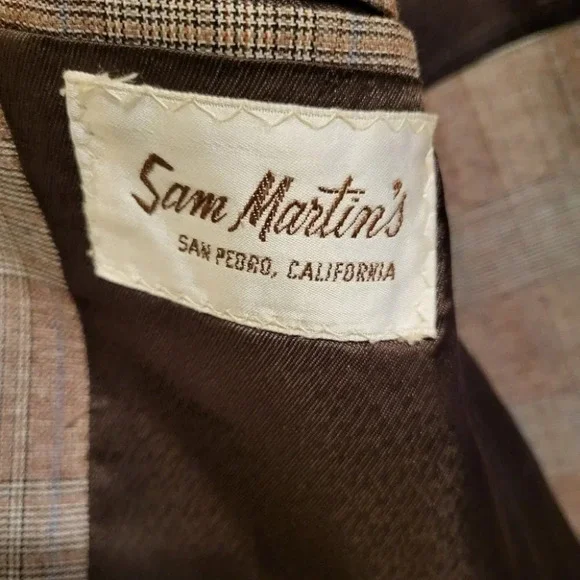 Sam Martin's
SAN PEDRO, CALIFORNIA